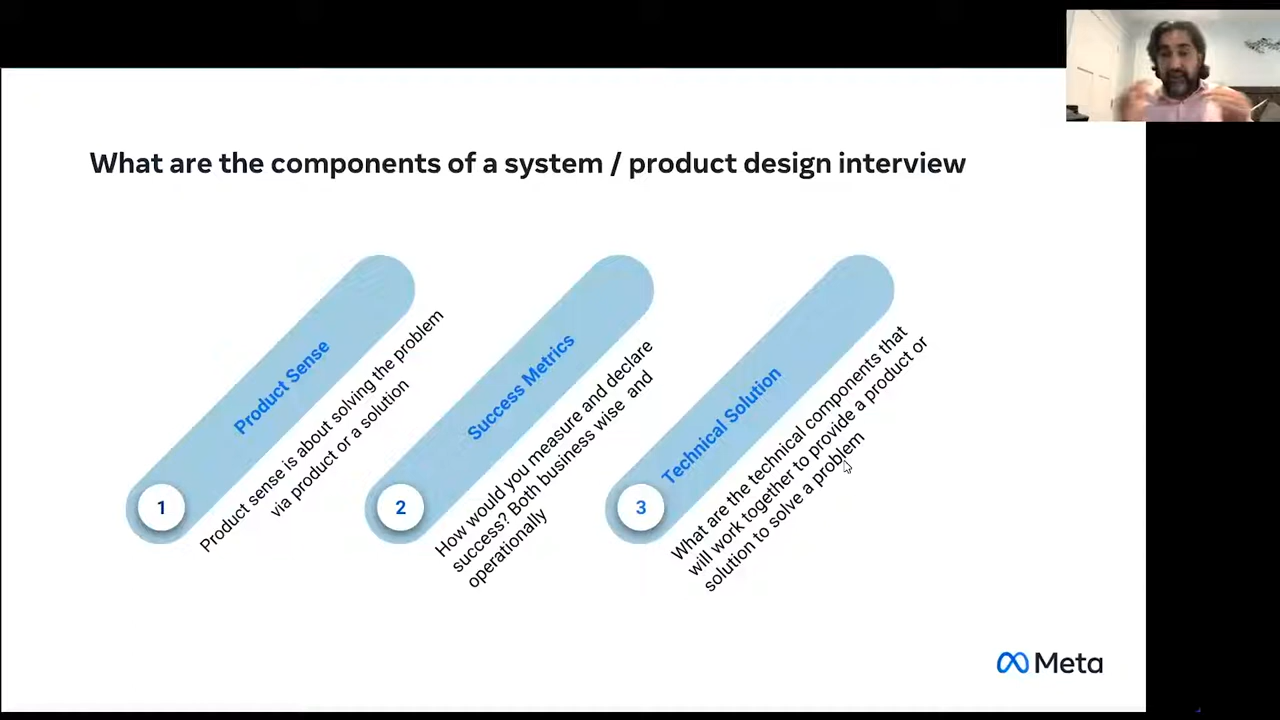 What are the components of a system / product design interview
1
Product Sense
Product sense is about solving the problem
via product or a solution
2
Success Metrics
How would you measure and declare
success? Both business wise and
operationally
3
Technical Solution
What are the technical components that
will work together to provide a product or
solution to solve a problem
Meta